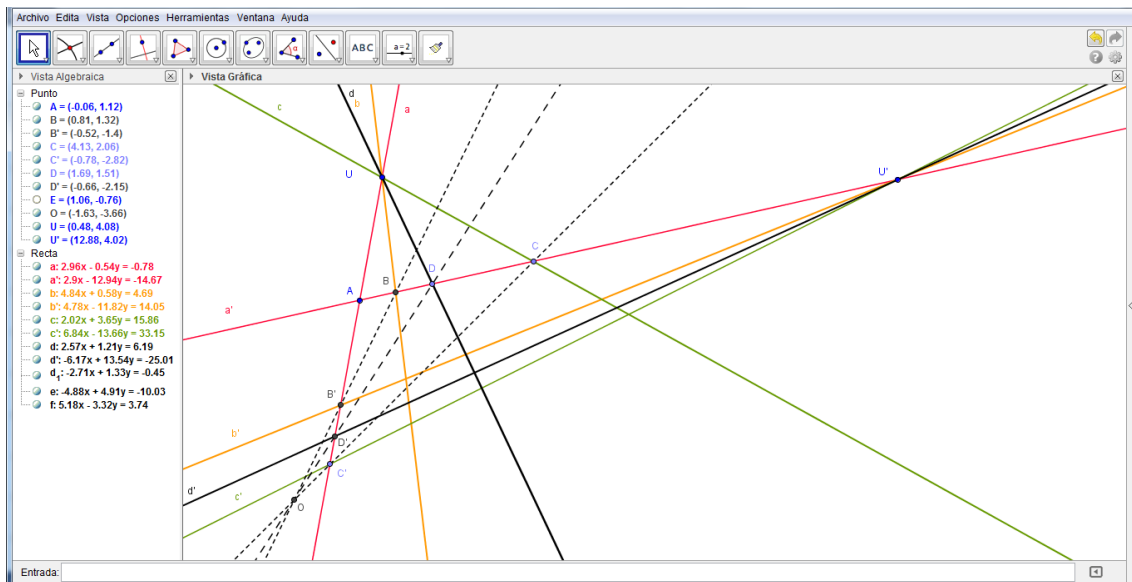 Archivo Edita Vista Opciones Herramientas Ventana Ayuda
ABC
a=2
Vista Algebraica
Vista Gráfica
Punto
A = (-0.06, 1.12)
B = (0.81, 1.32)
B' = (-0.52, -1.4)
C = (4.13, 2.06)
C' = (-0.78, -2.82)
D = (1.69, 1.51)
D' = (-0.66, -2.15)
E = (1.06, -0.76)
O = (-1.63, -3.66)
U = (0.48, 4.08)
U' = (12.88, 4.02)
Recta
a: 2.96x - 0.54y = -0.78
a': 2.9x - 12.94y = -14.67
b: 4.84x + 0.58y = 4.69
b': 4.78x - 11.82y = 14.05
c: 2.02x + 3.65y = 15.86
c': 6.84x - 13.66y = 33.15
d: 2.57x + 1.21y = 6.19
d': -6.17x + 13.54y = -25.01
d₁: -2.71x + 1.33y = -0.45
e: -4.88x + 4.91y = -10.03
f: 5.18x - 3.32y = 3.74
c
d
b
a
U
U'
C
D
B
A
a'
B'
b'
D'
C'
d'
c'
O
Entrada: